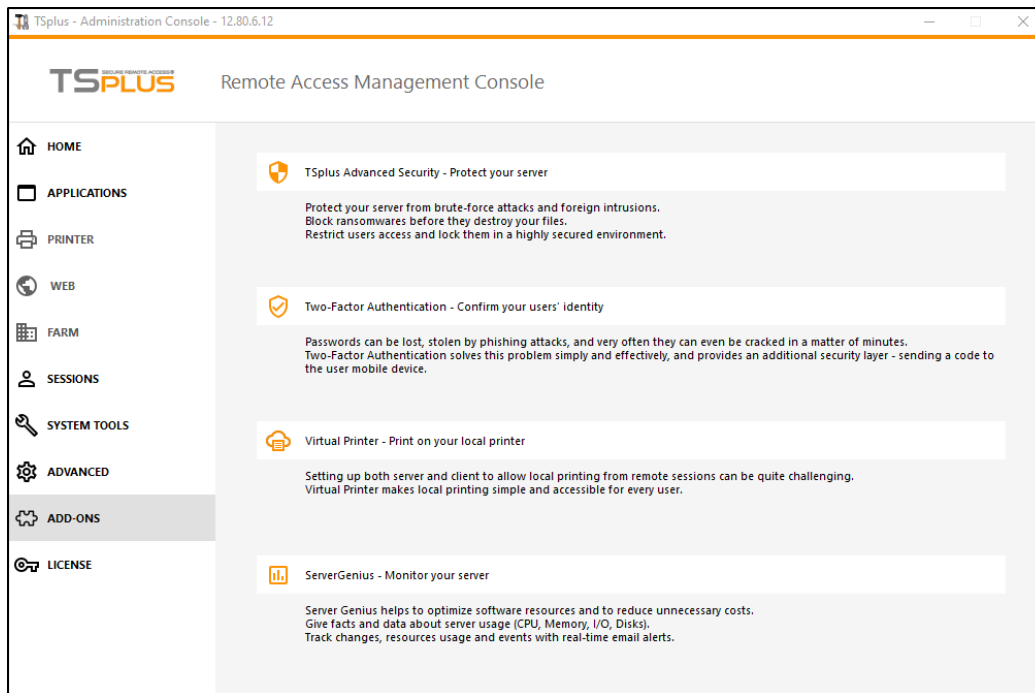 TSplus - Administration Console - 12.80.6.12
TSPLUS
SECURE REMOTE ACCESS®
Remote Access Management Console
HOME
APPLICATIONS
PRINTER
WEB
FARM
SESSIONS
SYSTEM TOOLS
ADVANCED
ADD-ONS
LICENSE
TSplus Advanced Security - Protect your server
Protect your server from brute-force attacks and foreign intrusions.
Block ransomwares before they destroy your files.
Restrict users access and lock them in a highly secured environment.
Two-Factor Authentication - Confirm your users' identity
Passwords can be lost, stolen by phishing attacks, and very often they can even be cracked in a matter of minutes.
Two-Factor Authentication solves this problem simply and effectively, and provides an additional security layer - sending a code to
the user mobile device.
Virtual Printer - Print on your local printer
Setting up both server and client to allow local printing from remote sessions can be quite challenging.
Virtual Printer makes local printing simple and accessible for every user.
ServerGenius - Monitor your server
Server Genius helps to optimize software resources and to reduce unnecessary costs.
Give facts and data about server usage (CPU, Memory, I/O, Disks).
Track changes, resources usage and events with real-time email alerts.